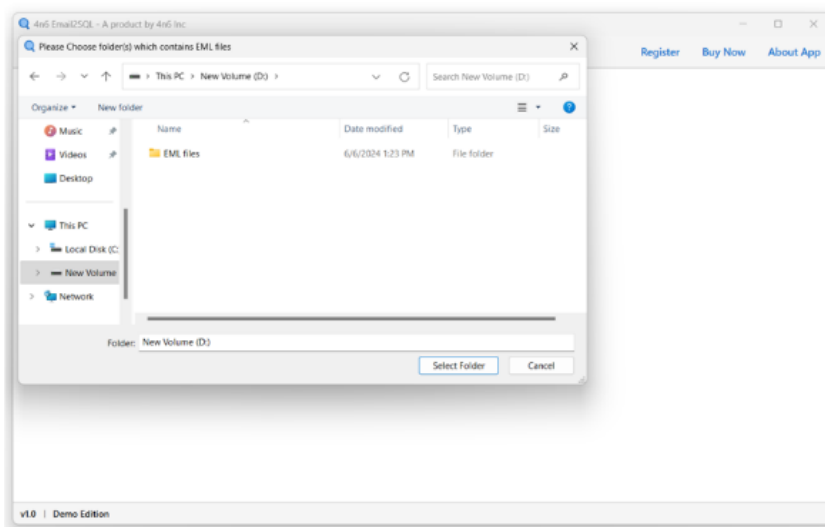 4n6 Email2SQL - A product by 4n6 Inc
Please Choose folder(s) which contains EML files
Register Buy Now About App
This PC > New Volume (D:) >
Search New Volume (D:)
Organize New folder
Music
Videos
Desktop
This PC
Local Disk (C:
New Volume
Network
Name Date modified Type Size
EML files 6/6/2024 1:23 PM File folder
Folder: New Volume (D:)
Select Folder Cancel
v1.0 | Demo Edition